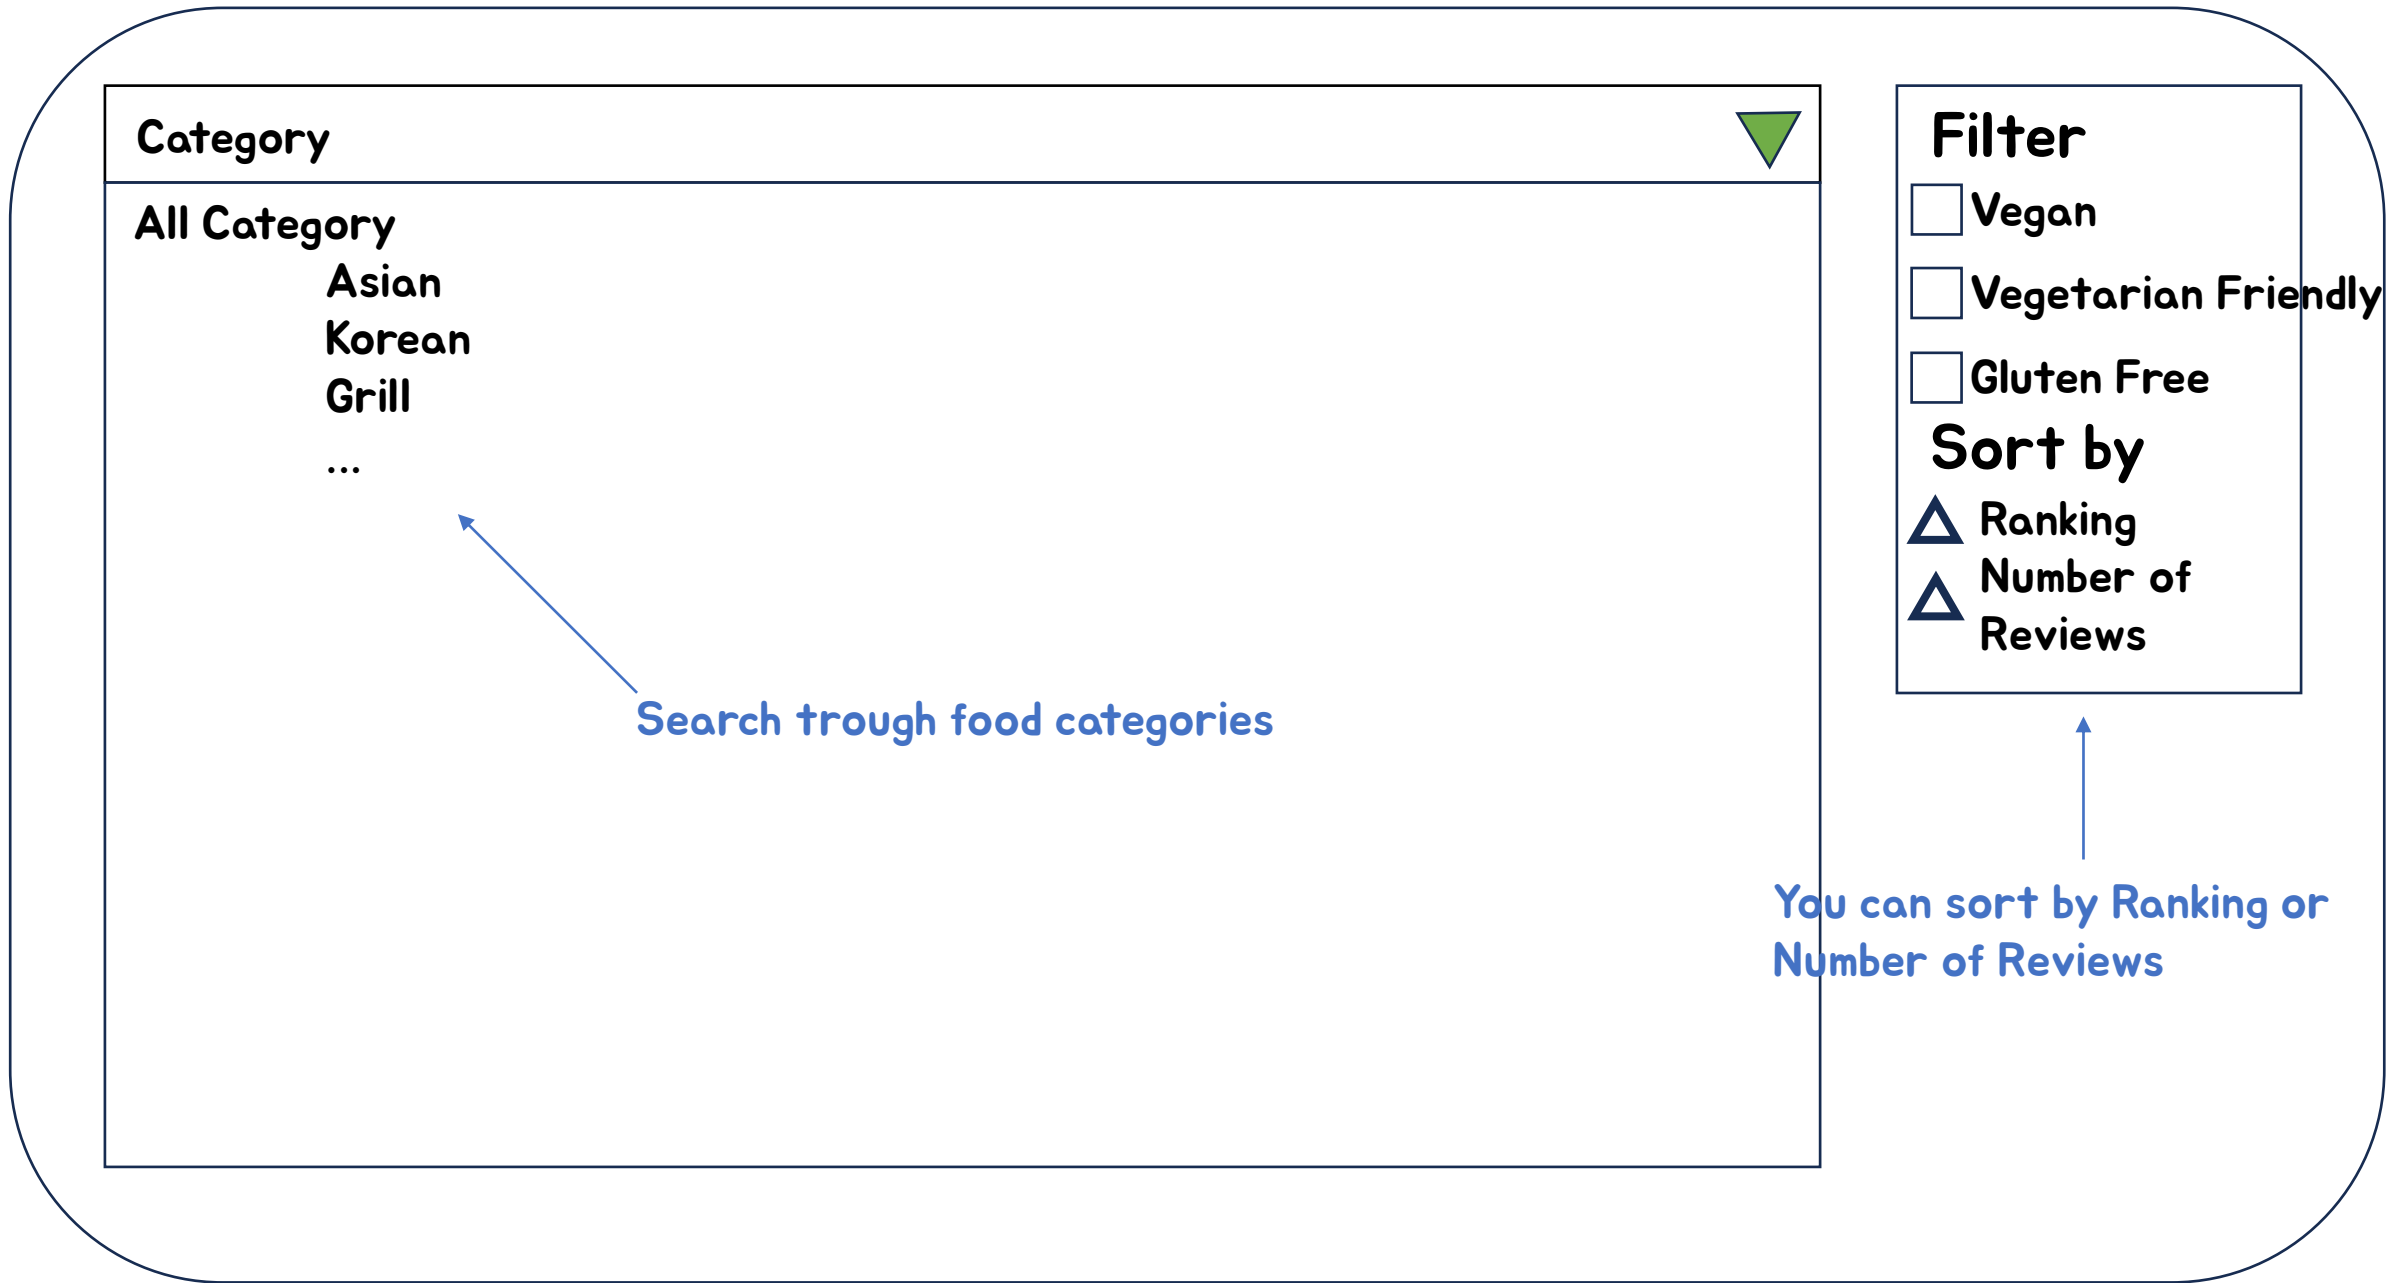 Category
All Category
Asian
Korean
Grill
...
Search trough food categories
Filter
Vegan
Vegetarian Friendly
Gluten Free
Sort by
Ranking
Number of
Reviews
You can sort by Ranking or
Number of Reviews